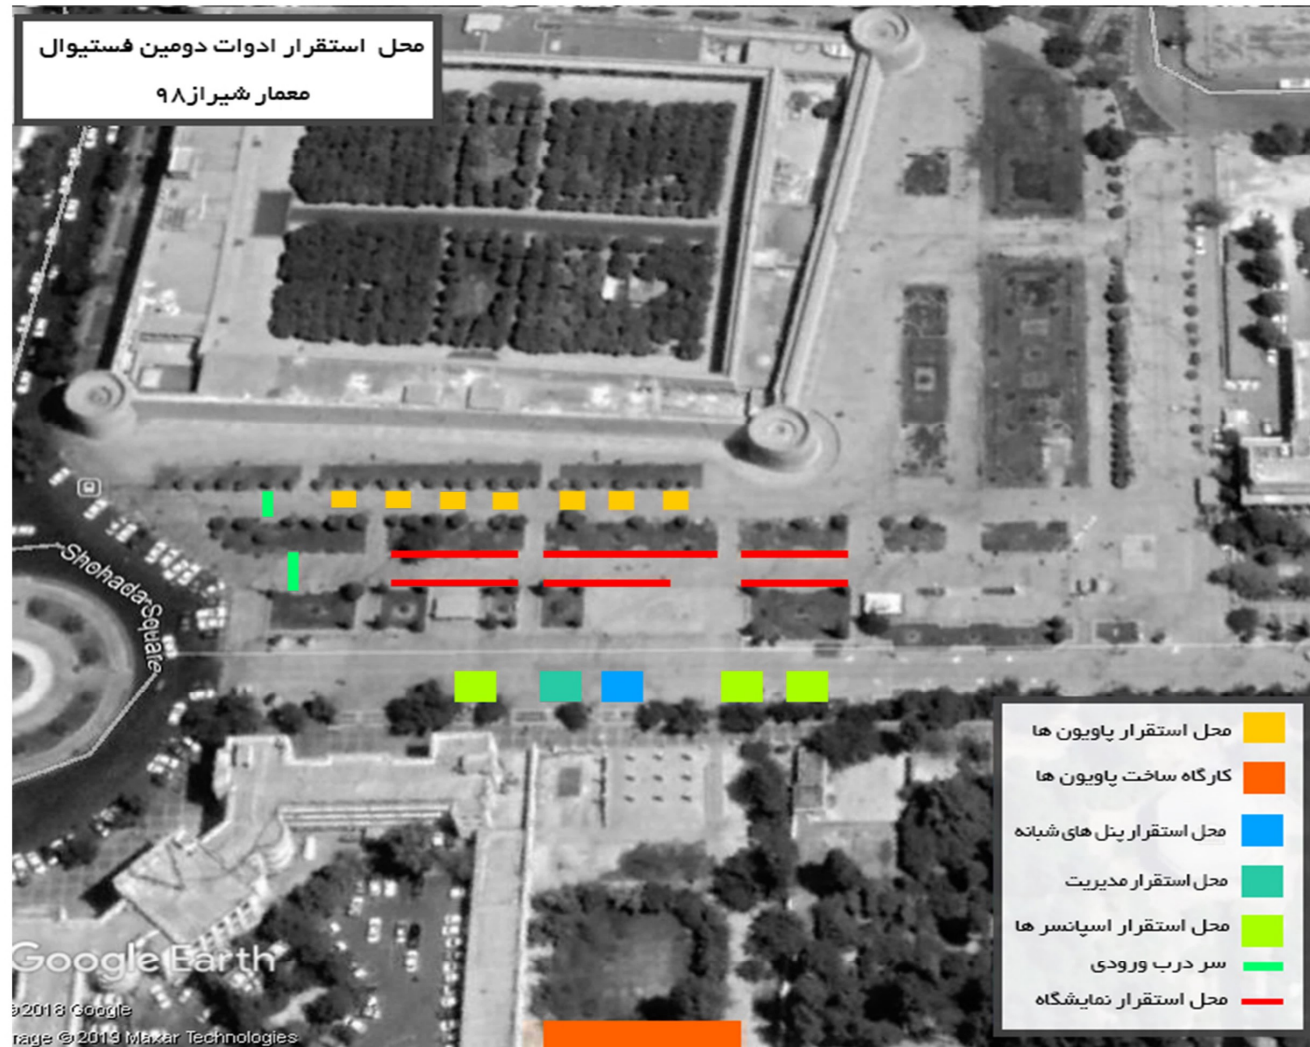 محل استقرار ادوات دومین فستیوال
معمار شیراز۹۸
Shohada Square
محل استقرار پاویون ها
کارگاه ساخت پاویون ها
محل استقرار پنل های شبانه
محل استقرار مدیریت
محل استقرار اسپانسر ها
سر درب ورودی
محل استقرار نمایشگاه
Google Earth
©2018 Google
mage © 2019 Maxar Technologies